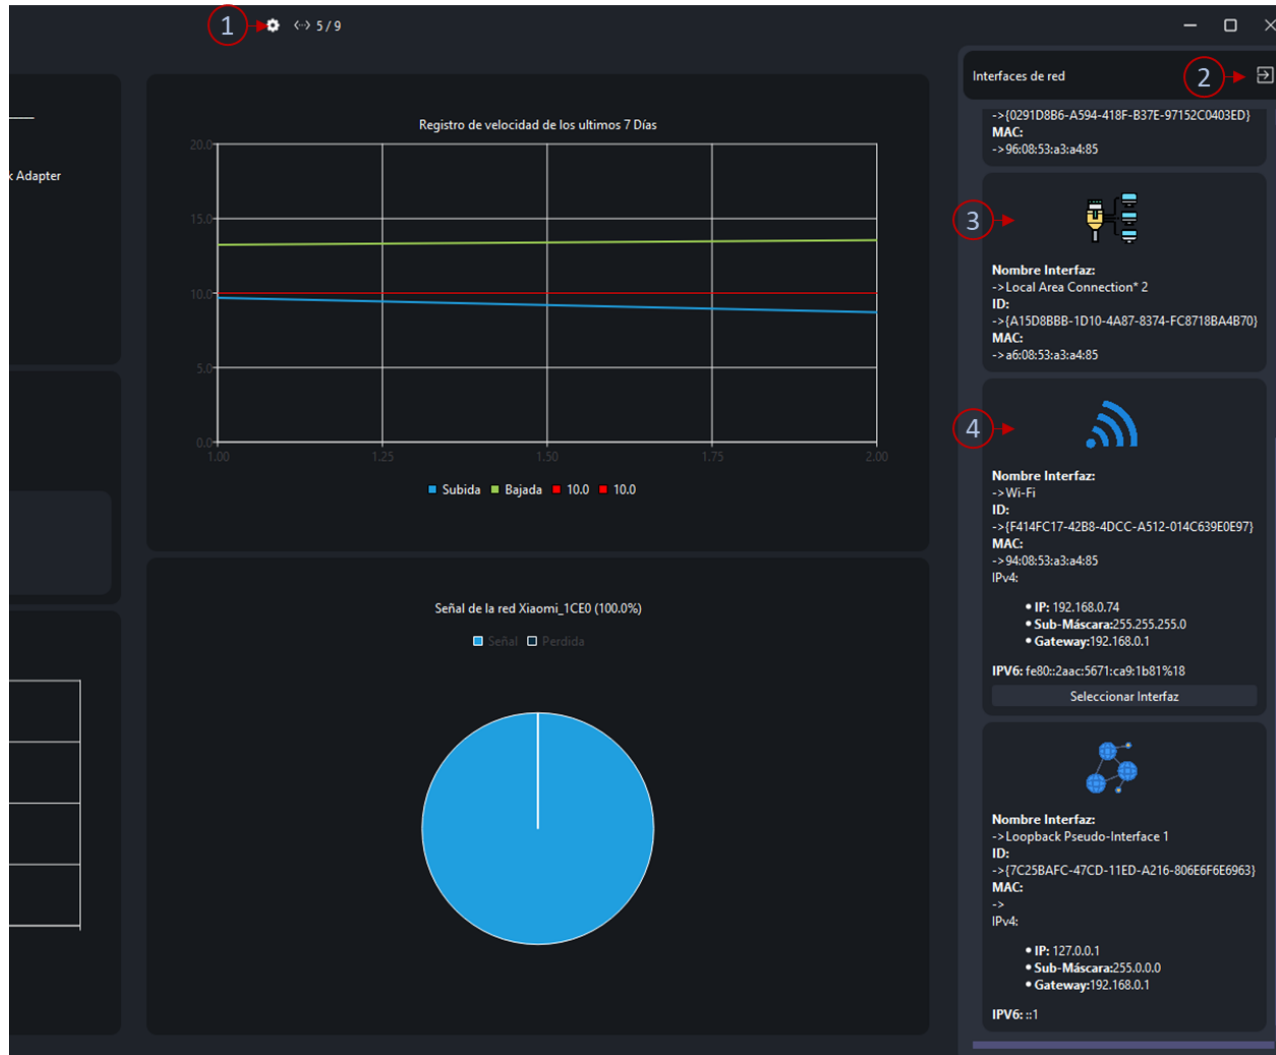 1
5 / 9
k Adapter
Registro de velocidad de los ultimos 7 Días
20.0
15.0
10.0
5.0
0.0
1.00 1.25 1.50 1.75 2.00
Subida Bajada 10.0 10.0
Señal de la red Xiaomi_1CE0 (100.0%)
Señal Perdida
Interfaces de red
2
->{0291D8B6-A594-418F-B37E-97152C0403ED}
MAC:
->96:08:53:a3:a4:85
3
Nombre Interfaz:
->Local Area Connection* 2
ID:
->{A15D8BBB-1D10-4A87-8374-FC8718BA4B70}
MAC:
->a6:08:53:a3:a4:85
4
Nombre Interfaz:
->Wi-Fi
ID:
->{F414FC17-42B8-4DCC-A512-014C639E0E97}
MAC:
->94:08:53:a3:a4:85
IPv4:
• IP: 192.168.0.74
• Sub-Máscara:255.255.255.0
• Gateway:192.168.0.1
IPV6: fe80::2aac:5671:ca9:1b81%18
Seleccionar Interfaz
Nombre Interfaz:
->Loopback Pseudo-Interface 1
ID:
->{7C25BAFC-47CD-11ED-A216-806E6F6E6963}
MAC:
->
IPv4:
• IP: 127.0.0.1
• Sub-Máscara:255.0.0.0
• Gateway:192.168.0.1
IPV6: ::1